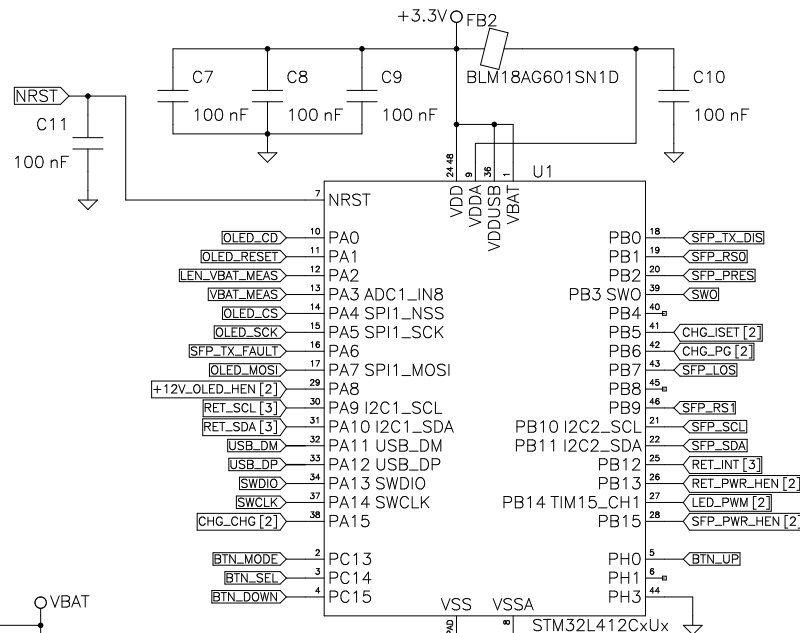 +3.3V FB2
C7 C8 C9 BLM18AG601SN1D C10
NRST
100 nF 100 nF 100 nF 100 nF
C11
100 nF
24 48 9 36 1 U1
VDD VDDA VDDUSB VBAT
7 NRST
OLED_CD 10 PA0 PB0 18 SFP_TX_DIS
OLED_RESET 11 PA1 PB1 19 SFP_RS0
LEN_VBAT_MEAS 12 PA2 PB2 20 SFP_PRES
VBAT_MEAS 13 PA3 ADC1_IN8 PB3 SWO 39 SWO
OLED_CS 14 PA4 SPI1_NSS PB4 40
OLED_SCK 15 PA5 SPI1_SCK PB5 41 CHG_ISET [2]
SFP_TX_FAULT 16 PA6 PB6 42 CHG_PG [2]
OLED_MOSI 17 PA7 SPI1_MOSI PB7 43 SFP_LOS
+12V_OLED_HEN [2] 29 PA8 PB8 45
RET_SCL [3] 30 PA9 I2C1_SCL PB9 46 SFP_RS1
RET_SDA [3] 31 PA10 I2C1_SDA PB10 I2C2_SCL 21 SFP_SCL
USB_DM 32 PA11 USB_DM PB11 I2C2_SDA 22 SFP_SDA
USB_DP 33 PA12 USB_DP PB12 25 RET_INT [3]
SWDIO 34 PA13 SWDIO PB13 26 RET_PWR_HEN [2]
SWCLK 37 PA14 SWCLK PB14 TIM15_CH1 27 LED_PWM [2]
CHG_CHG [2] 38 PA15 PB15 28 SFP_PWR_HEN [2]
BTN_MODE 2 PC13 PH0 5 BTN_UP
BTN_SEL 3 PC14 PH1 6
BTN_DOWN 4 PC15 PH3 44
VBAT VSS VSSA
PAD 8 STM32L412CxUx